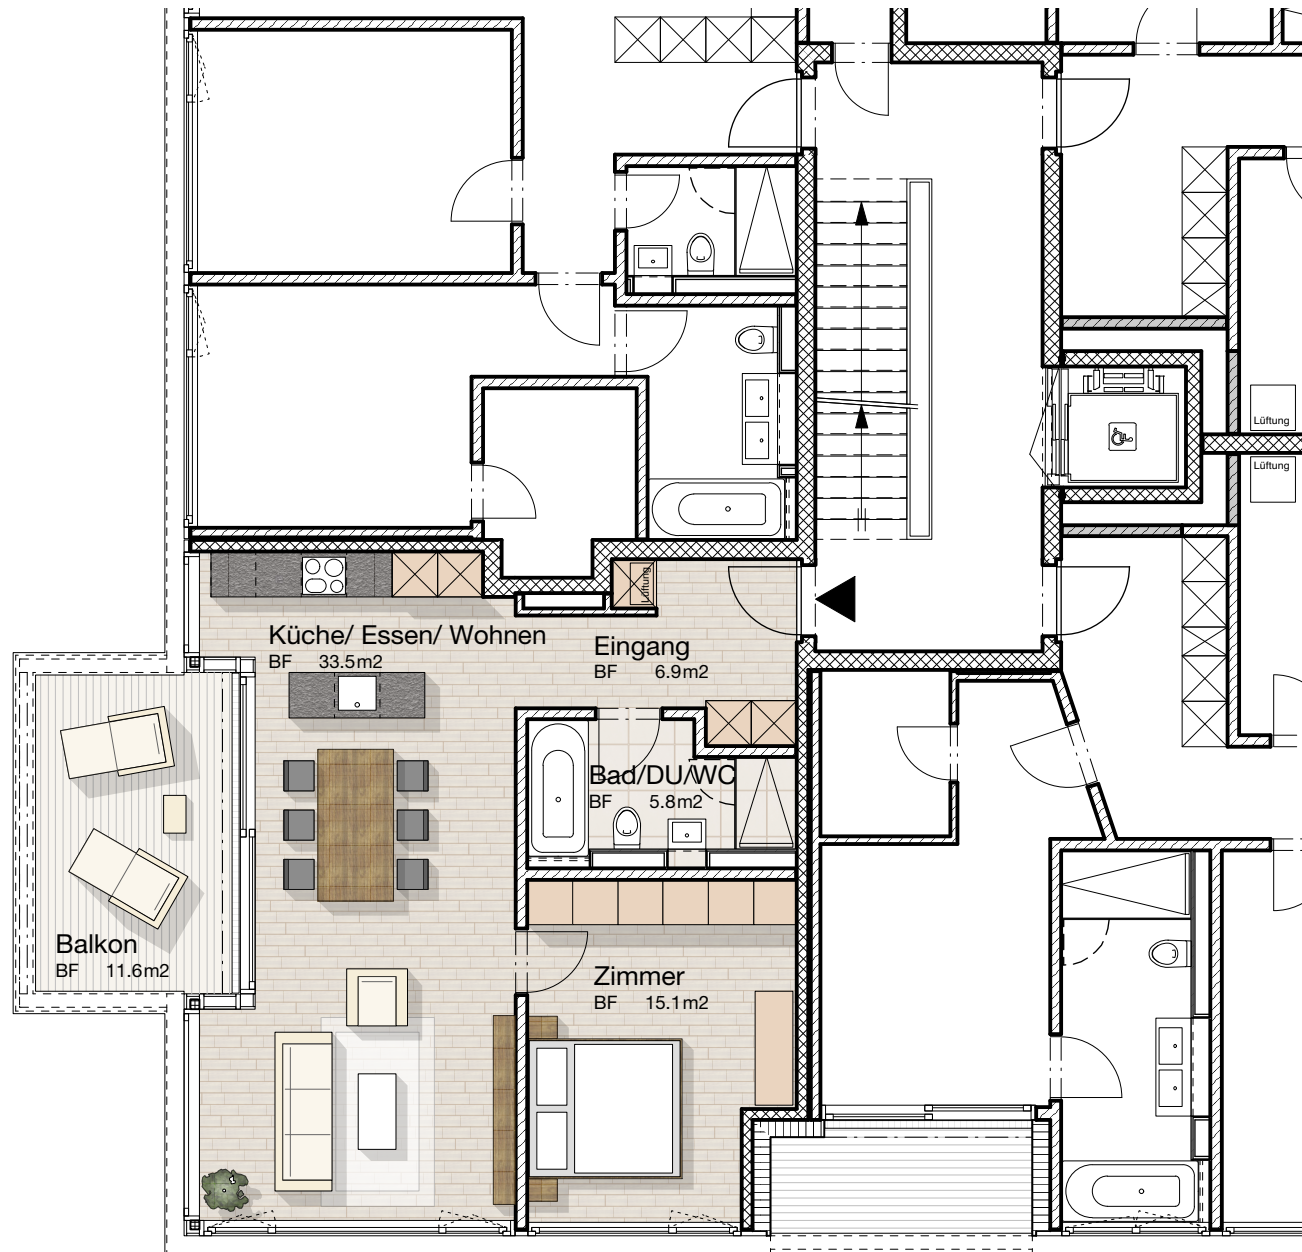 Lüftung
Lüftung
Lüftung
Küche/ Essen/ Wohnen
BF 33.5m2
Eingang
BF 6.9m2
Bad/DU/WC
BF 5.8m2
Balkon
BF 11.6m2
Zimmer
BF 15.1m2